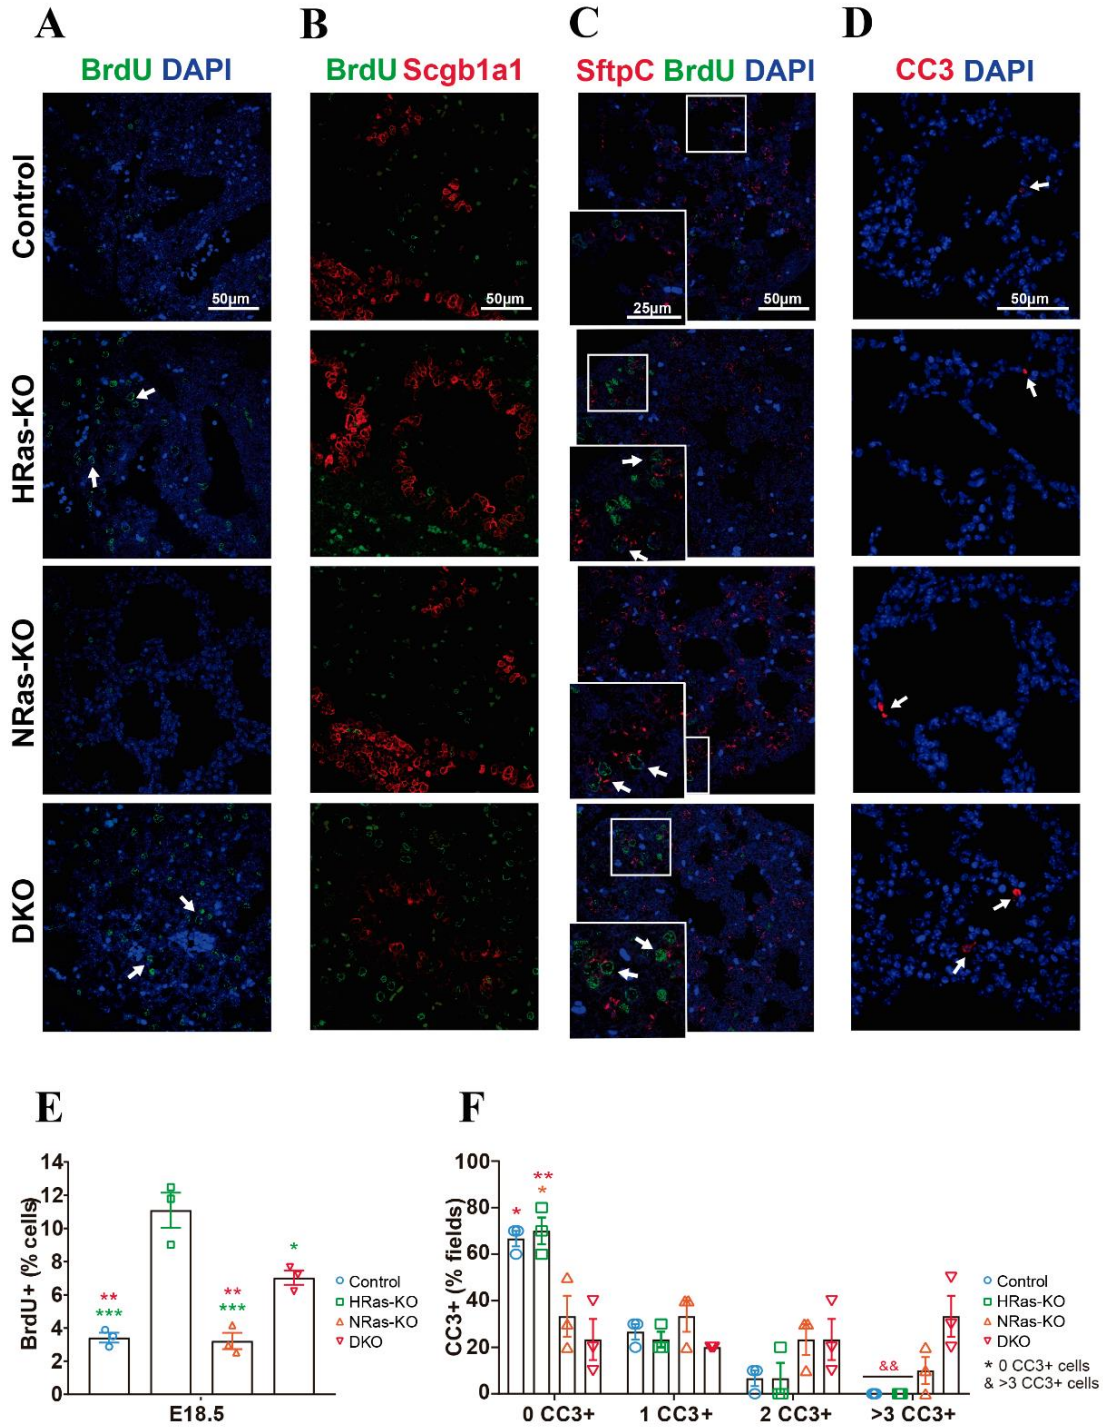 A
B
C
D
BrdU DAPI
BrdU Scgb1a1
SftpC BrdU DAPI
CC3 DAPI
Control
50µm
50µm
25µm
50µm
50µm
HRas-KO
NRas-KO
DKO
E
F
BrdU+ (% cells)
14
12
10
8
6
4
2
0
**
***
**
***
*
E18.5
Control
HRas-KO
NRas-KO
DKO
CC3+ (% fields)
100
80
60
40
20
0
*
**
*
&&
0 CC3+
1 CC3+
2 CC3+
>3 CC3+
Control
HRas-KO
NRas-KO
DKO
* 0 CC3+ cells
& >3 CC3+ cells